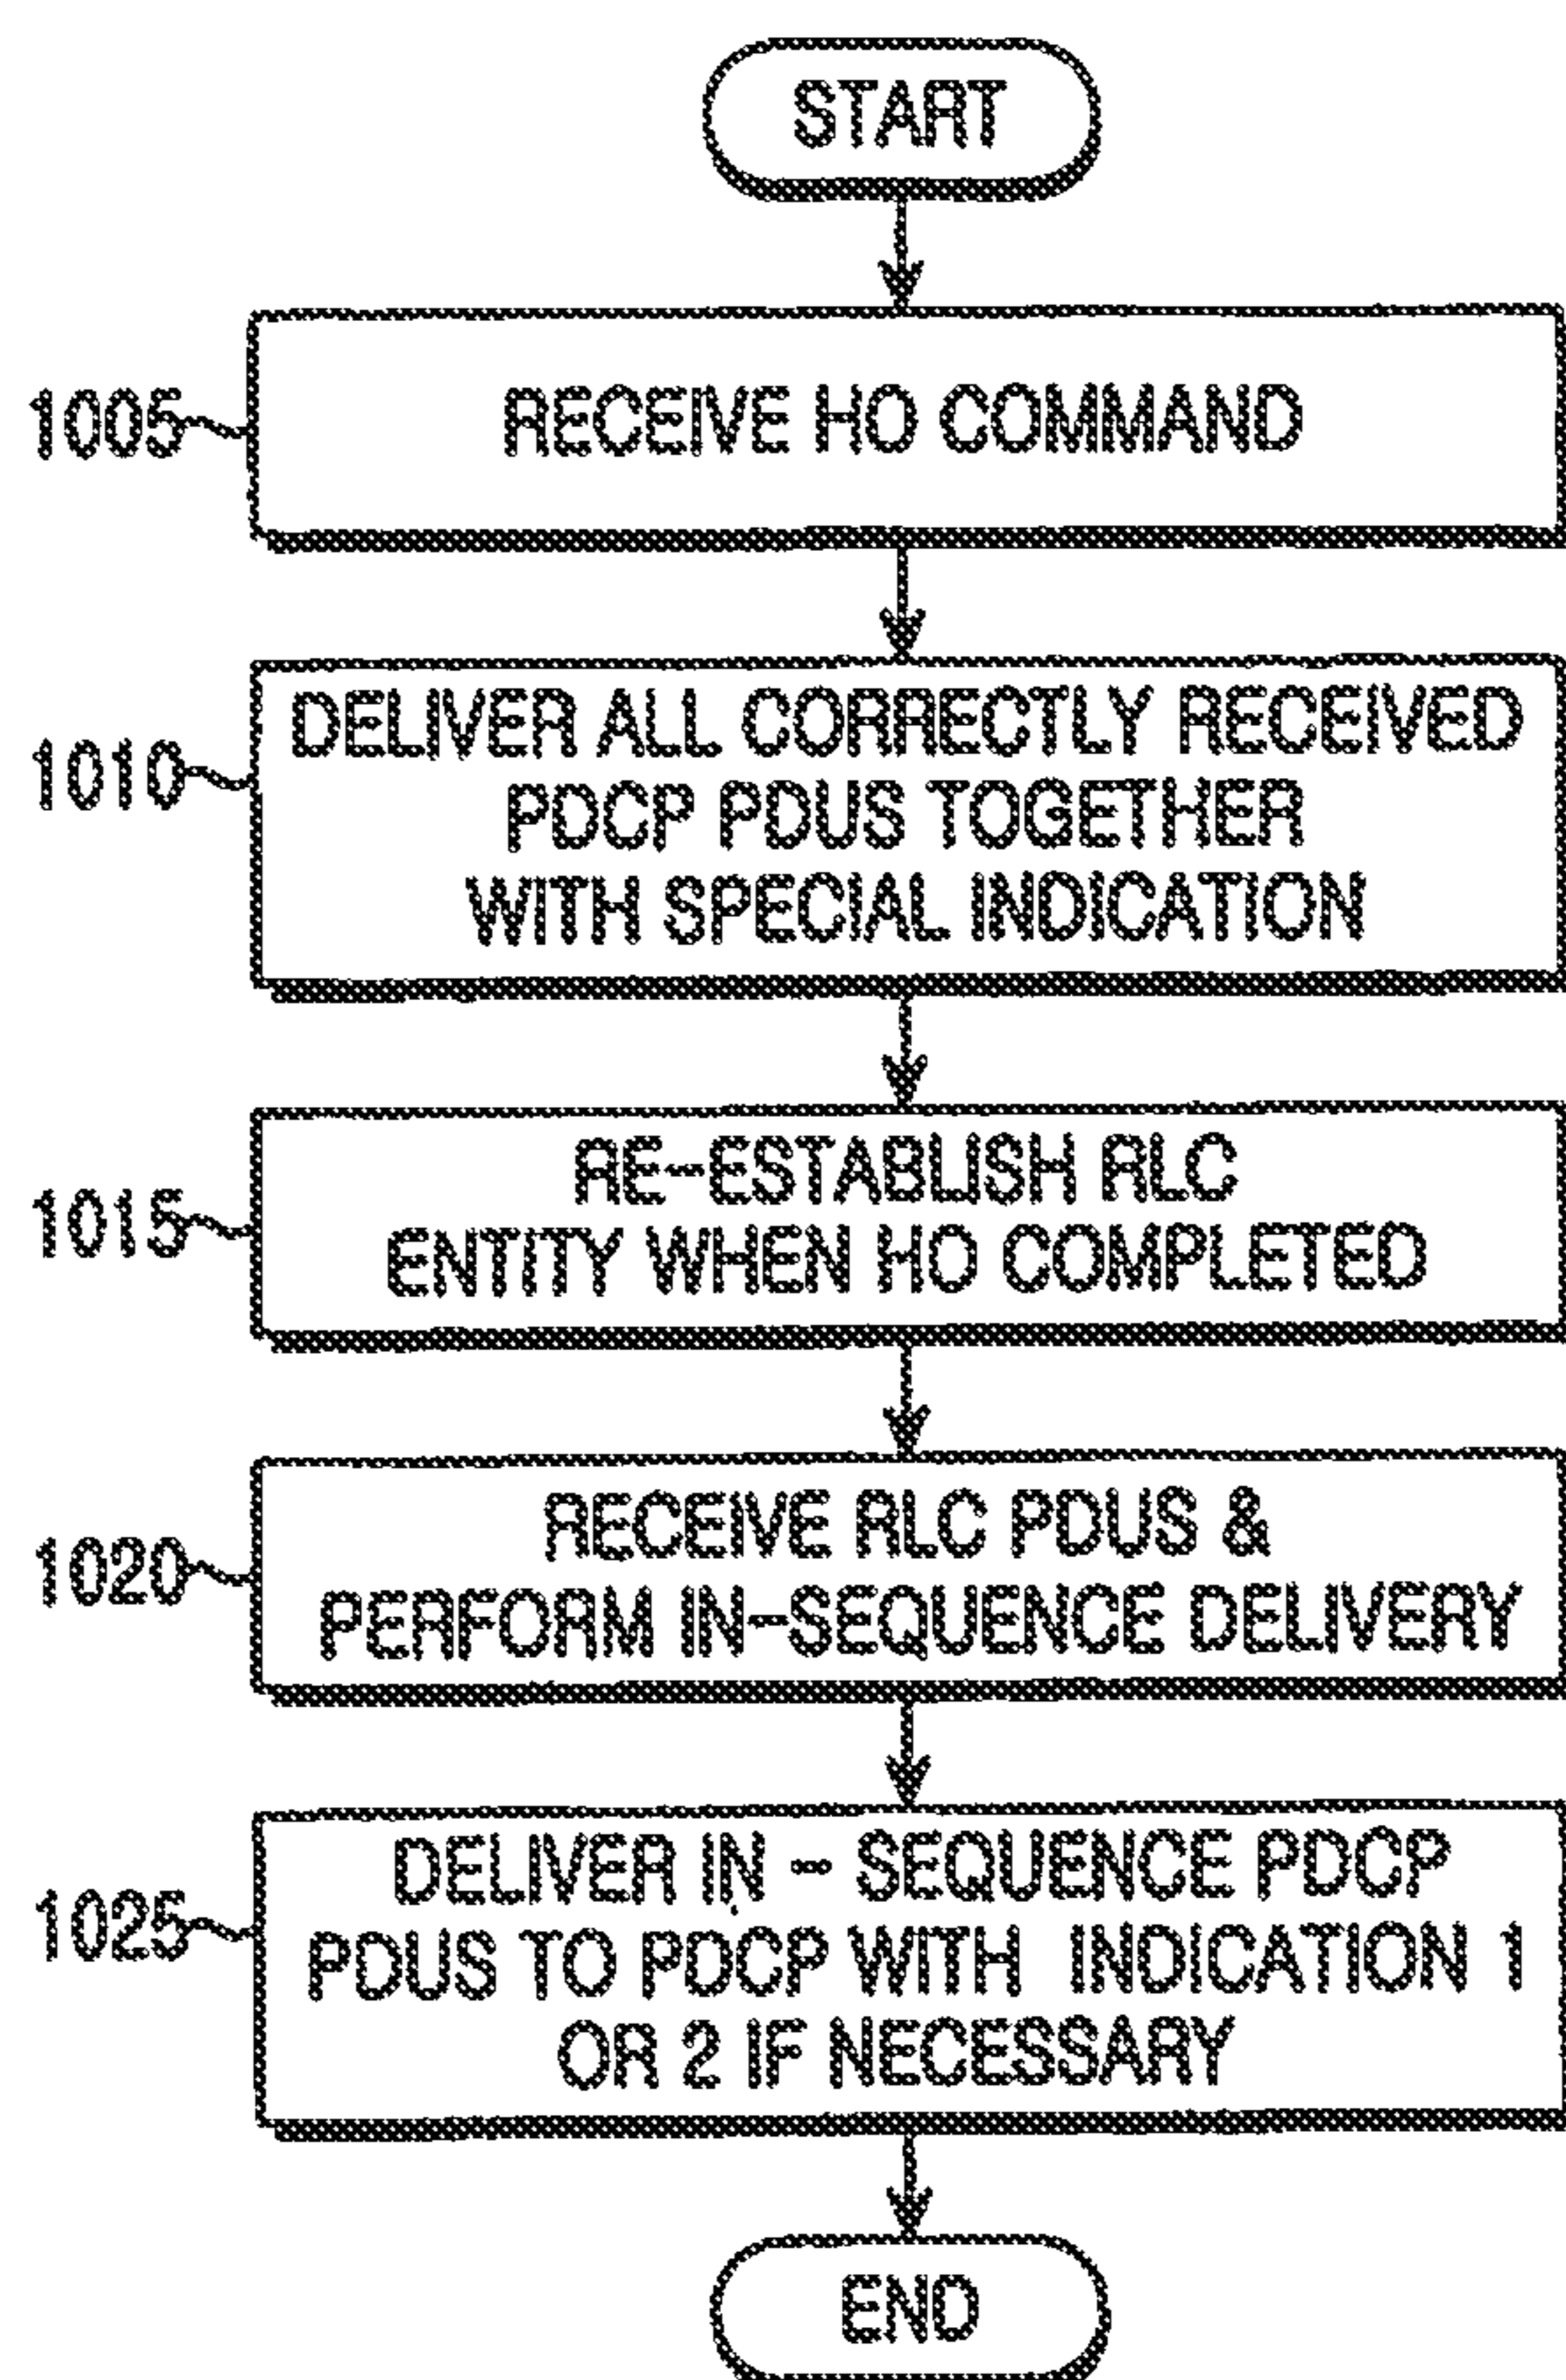 START
1005
RECEIVE HO COMMAND
1010
DELIVER ALL CORRECTLY RECEIVED
PDCP PDUS TOGETHER
WITH SPECIAL INDICATION
1015
RE-ESTABLISH RLC
ENTITY WHEN HO COMPLETED
1020
RECEIVE RLC PDUS &
PERFORM IN-SEQUENCE DELIVERY
1025
DELIVER IN - SEQUENCE PDCP
PDUS TO PDCP WITH INDICATION 1
OR 2 IF NECESSARY
END